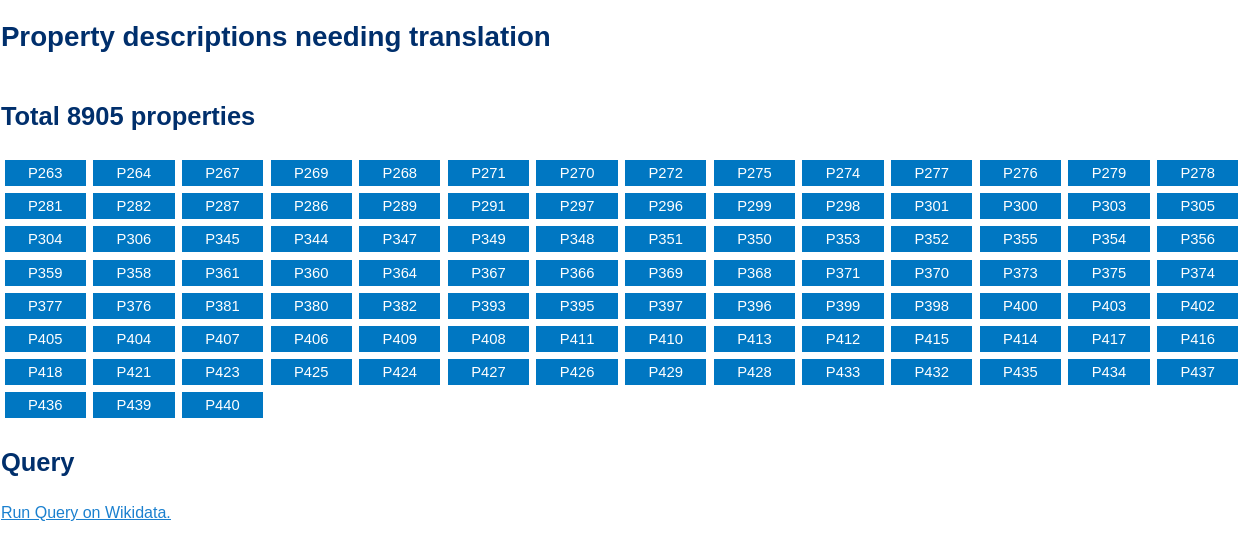 Property descriptions needing translation
Total 8905 properties
P263 P264 P267 P269 P268 P271 P270 P272 P275 P274 P277 P276 P279 P278
P281 P282 P287 P286 P289 P291 P297 P296 P299 P298 P301 P300 P303 P305
P304 P306 P345 P344 P347 P349 P348 P351 P350 P353 P352 P355 P354 P356
P359 P358 P361 P360 P364 P367 P366 P369 P368 P371 P370 P373 P375 P374
P377 P376 P381 P380 P382 P393 P395 P397 P396 P399 P398 P400 P403 P402
P405 P404 P407 P406 P409 P408 P411 P410 P413 P412 P415 P414 P417 P416
P418 P421 P423 P425 P424 P427 P426 P429 P428 P433 P432 P435 P434 P437
P436 P439 P440
Query
Run Query on Wikidata.